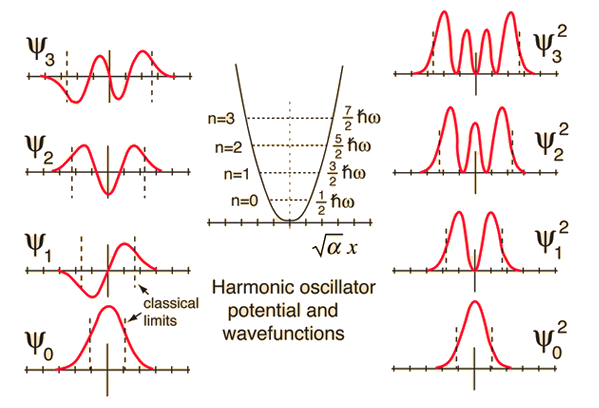 ψ₃
ψ₂
ψ₁
ψ₀
classical
limits
n=3
n=2
n=1
n=0
7/2 ħω
5/2 ħω
3/2 ħω
1/2 ħω
√α x
Harmonic oscillator
potential and
wavefunctions
ψ₃²
ψ₂²
ψ₁²
ψ₀²